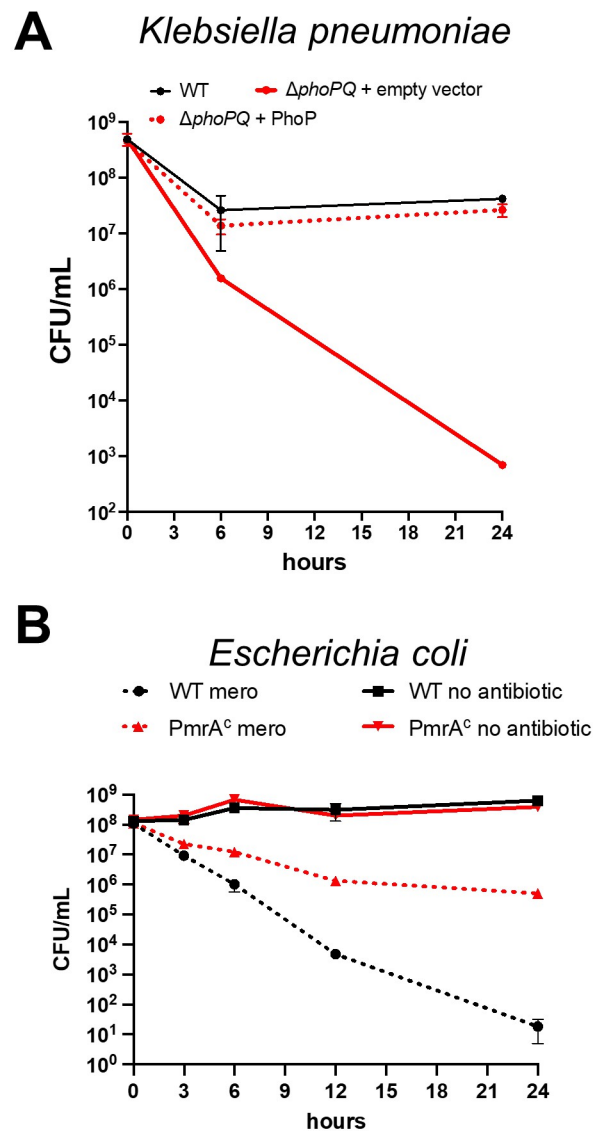 A
Klebsiella pneumoniae
WT
ΔphoPQ + empty vector
ΔphoPQ + PhoP
10⁹
10⁸
10⁷
10⁶
10⁵
10⁴
10³
10²
CFU/mL
0 3 6 9 12 15 18 21 24
hours
B
Escherichia coli
WT mero
WT no antibiotic
PmrAᶜ mero
PmrAᶜ no antibiotic
10⁹
10⁸
10⁷
10⁶
10⁵
10⁴
10³
10²
10¹
10⁰
CFU/mL
0 3 6 9 12 15 18 21 24
hours